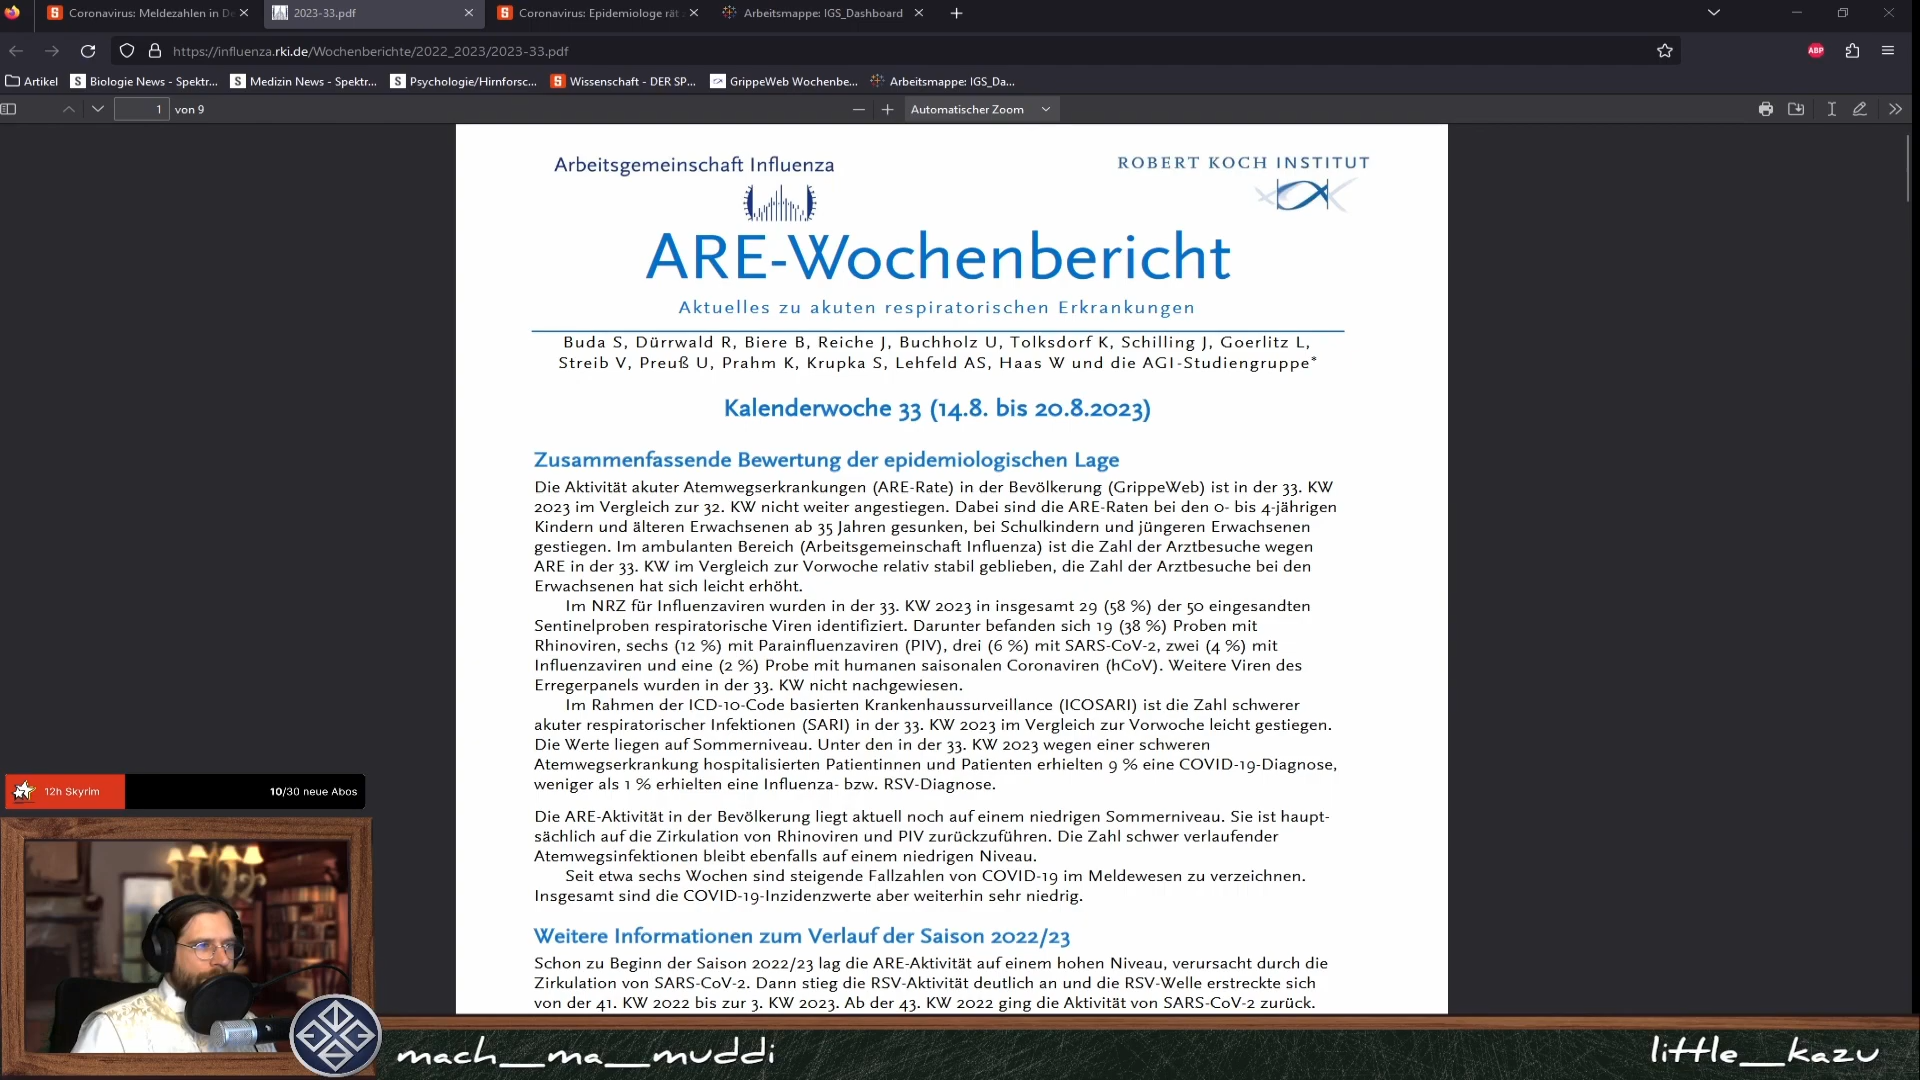 Coronavirus: Meldezahlen in De
2023-33.pdf
Coronavirus: Epidemiologe rät
Arbeitsmappe: IGS_Dashboard
https://influenza.rki.de/Wochenberichte/2022_2023/2023-33.pdf
ABP
Artikel
Biologie News - Spektr...
Medizin News - Spektr...
Psychologie/Hirnforsc...
Wissenschaft - DER SP...
GrippeWeb Wochenbe...
Arbeitsmappe: IGS_Da...
1 von 9
Automatischer Zoom
Arbeitsgemeinschaft Influenza
ROBERT KOCH INSTITUT
ARE-Wochenbericht
Aktuelles zu akuten respiratorischen Erkrankungen
Buda S, Dürrwald R, Biere B, Reiche J, Buchholz U, Tolksdorf K, Schilling J, Goerlitz L,
Streib V, Preuß U, Prahm K, Krupka S, Lehfeld AS, Haas W und die AGI-Studiengruppe*
Kalenderwoche 33 (14.8. bis 20.8.2023)
Zusammenfassende Bewertung der epidemiologischen Lage
Die Aktivität akuter Atemwegserkrankungen (ARE-Rate) in der Bevölkerung (GrippeWeb) ist in der 33. KW
2023 im Vergleich zur 32. KW nicht weiter angestiegen. Dabei sind die ARE-Raten bei den 0- bis 4-jährigen
Kindern und älteren Erwachsenen ab 35 Jahren gesunken, bei Schulkindern und jüngeren Erwachsenen
gestiegen. Im ambulanten Bereich (Arbeitsgemeinschaft Influenza) ist die Zahl der Arztbesuche wegen
ARE in der 33. KW im Vergleich zur Vorwoche relativ stabil geblieben, die Zahl der Arztbesuche bei den
Erwachsenen hat sich leicht erhöht.
Im NRZ für Influenzaviren wurden in der 33. KW 2023 in insgesamt 29 (58 %) der 50 eingesandten
Sentinelproben respiratorische Viren identifiziert. Darunter befanden sich 19 (38 %) Proben mit
Rhinoviren, sechs (12 %) mit Parainfluenzaviren (PIV), drei (6 %) mit SARS-CoV-2, zwei (4 %) mit
Influenzaviren und eine (2 %) Probe mit humanen saisonalen Coronaviren (hCoV). Weitere Viren des
Erregerpanels wurden in der 33. KW nicht nachgewiesen.
Im Rahmen der ICD-10-Code basierten Krankenhaussurveillance (ICOSARI) ist die Zahl schwerer
akuter respiratorischer Infektionen (SARI) in der 33. KW 2023 im Vergleich zur Vorwoche leicht gestiegen.
Die Werte liegen auf Sommerniveau. Unter den in der 33. KW 2023 wegen einer schweren
Atemwegserkrankung hospitalisierten Patientinnen und Patienten erhielten 9 % eine COVID-19-Diagnose,
weniger als 1 % erhielten eine Influenza- bzw. RSV-Diagnose.
Die ARE-Aktivität in der Bevölkerung liegt aktuell noch auf einem niedrigen Sommerniveau. Sie ist haupt-
sächlich auf die Zirkulation von Rhinoviren und PIV zurückzuführen. Die Zahl schwer verlaufender
Atemwegsinfektionen bleibt ebenfalls auf einem niedrigen Niveau.
Seit etwa sechs Wochen sind steigende Fallzahlen von COVID-19 im Meldewesen zu verzeichnen.
Insgesamt sind die COVID-19-Inzidenzwerte aber weiterhin sehr niedrig.
Weitere Informationen zum Verlauf der Saison 2022/23
Schon zu Beginn der Saison 2022/23 lag die ARE-Aktivität auf einem hohen Niveau, verursacht durch die
Zirkulation von SARS-CoV-2. Dann stieg die RSV-Aktivität deutlich an und die RSV-Welle erstreckte sich
von der 41. KW 2022 bis zur 3. KW 2023. Ab der 43. KW 2022 ging die Aktivität von SARS-CoV-2 zurück.
12h Skyrim
10/30 neue Abos
mach__ma__muddi
little__kazu